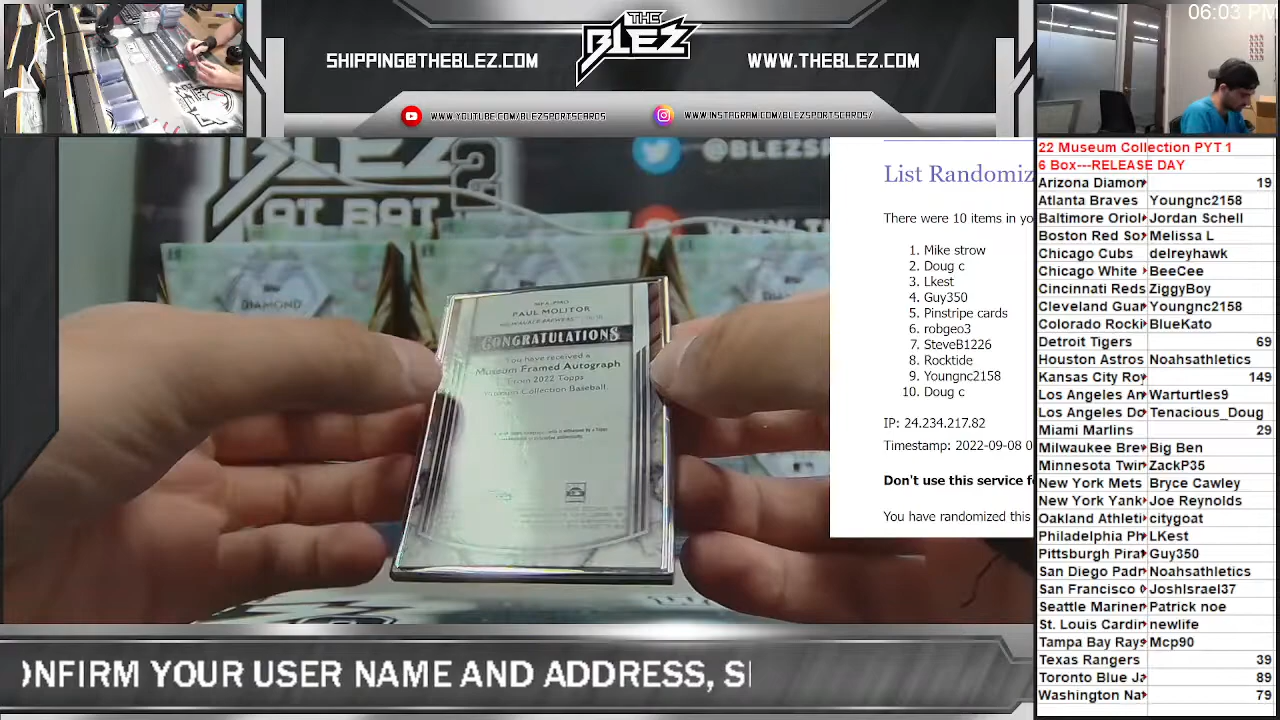 06:03 PM
THE
BLEZ
SHIPPING@THEBLEZ.COM
WWW.THEBLEZ.COM
WWW.YOUTUBE.COM/BLEZSPORTSCARDS
WWW.INSTAGRAM.COM/BLEZSPORTSCARDS/
BLEZ
AT BAT
2
@BLEZSP
DIAMOND
PAUL MOLITOR
CONGRATULATIONS
You have received a
Museum Framed Autograph
From 2022 Topps
Museum Collection Baseball.
List Randomiz
There were 10 items in yo
1. Mike strow
2. Doug c
3. Lkest
4. Guy350
5. Pinstripe cards
6. robgeo3
7. SteveB1226
8. Rocktide
9. Youngnc2158
10. Doug c
IP: 24.234.217.82
Timestamp: 2022-09-08 0
Don't use this service f
You have randomized this
22 Museum Collection PYT 1
6 Box---RELEASE DAY
Arizona Diamon 19
Atlanta Braves Youngnc2158
Baltimore Oriol Jordan Schell
Boston Red So Melissa L
Chicago Cubs delreyhawk
Chicago White BeeCee
Cincinnati Reds ZiggyBoy
Cleveland Gua Youngnc2158
Colorado Rocki BlueKato
Detroit Tigers 69
Houston Astros Noahsathletics
Kansas City Ro 149
Los Angeles An Warturtles9
Los Angeles Do Tenacious_Doug
Miami Marlins 29
Milwaukee Bre Big Ben
Minnesota Twi ZackP35
New York Mets Bryce Cawley
New York Yank Joe Reynolds
Oakland Athleti citygoat
Philadelphia Ph LKest
Pittsburgh Pira Guy350
San Diego Padr Noahsathletics
San Francisco JoshIsrael37
Seattle Mariner Patrick noe
St. Louis Cardin newlife
Tampa Bay Ray Mcp90
Texas Rangers 39
Toronto Blue Ja 89
Washington Na 79
ONFIRM YOUR USER NAME AND ADDRESS, S